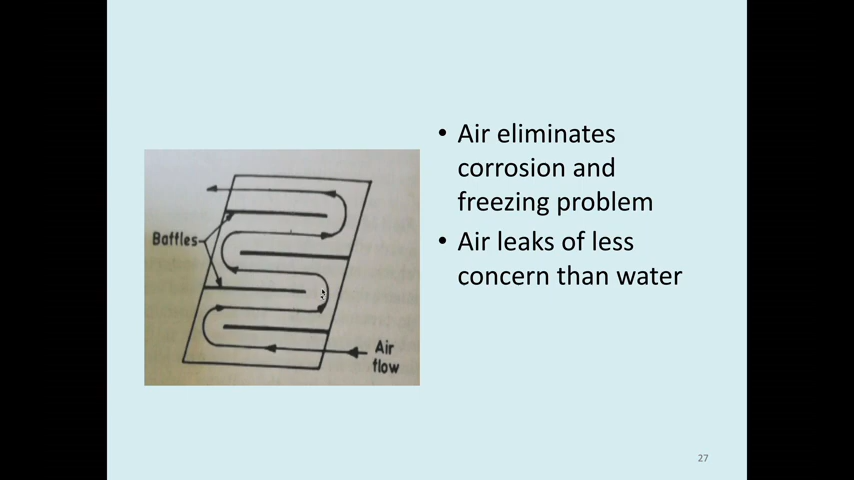 • Air eliminates
corrosion and
freezing problem
• Air leaks of less
concern than water
Baffles
Air
flow
27